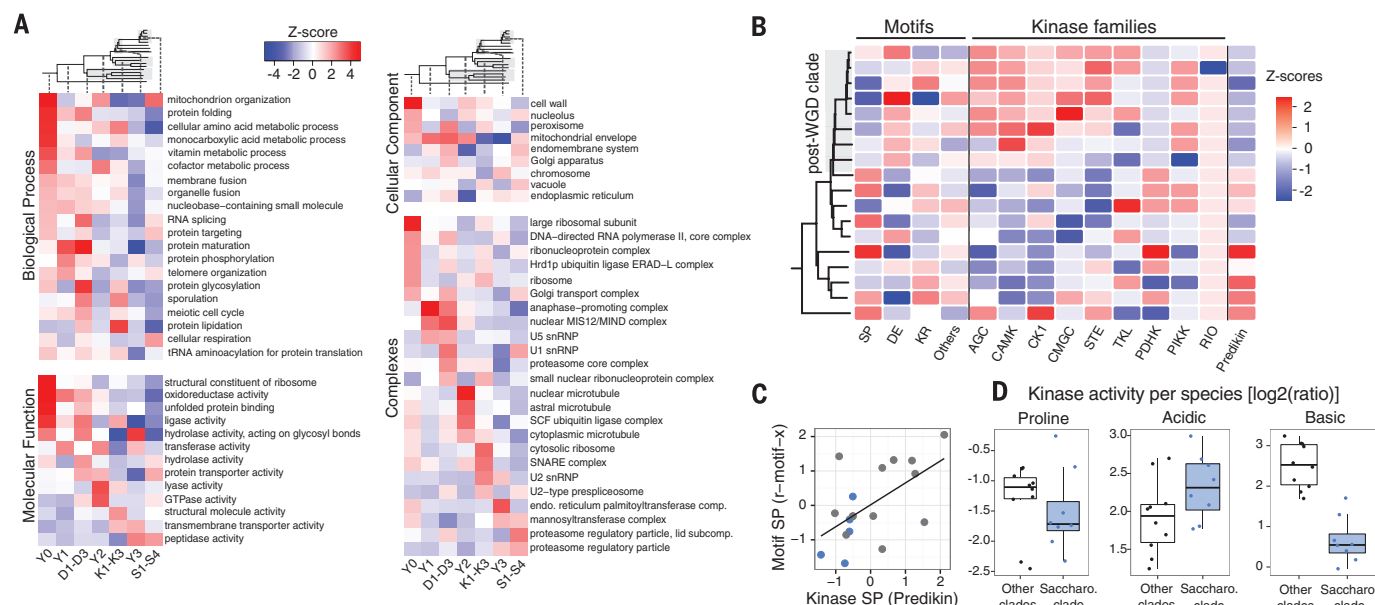 A
Z-score
-4 -2 0 2 4
Biological Process
mitochondrion organization
protein folding
cellular amino acid metabolic process
monocarboxylic acid metabolic process
vitamin metabolic process
cofactor metabolic process
membrane fusion
organelle fusion
nucleobase−containing small molecule
RNA splicing
protein targeting
protein maturation
protein phosphorylation
telomere organization
protein glycosylation
sporulation
meiotic cell cycle
protein lipidation
cellular respiration
tRNA aminoacylation for protein translation
Molecular Function
structural constituent of ribosome
oxidoreductase activity
unfolded protein binding
ligase activity
hydrolase activity, acting on glycosyl bonds
transferase activity
hydrolase activity
protein transporter activity
lyase activity
GTPase activity
structural molecule activity
transmembrane transporter activity
peptidase activity
Y0 Y1 D1-D3 Y2 K1-K3 Y3 S1-S4
Cellular Component
cell wall
nucleolus
peroxisome
mitochondrial envelope
endomembrane system
Golgi apparatus
chromosome
vacuole
endoplasmic reticulum
Complexes
large ribosomal subunit
DNA−directed RNA polymerase II, core complex
ribonucleoprotein complex
Hrd1p ubiquitin ligase ERAD−L complex
ribosome
Golgi transport complex
anaphase−promoting complex
nuclear MIS12/MIND complex
U5 snRNP
U1 snRNP
proteasome core complex
small nuclear ribonucleoprotein complex
nuclear microtubule
astral microtubule
SCF ubiquitin ligase complex
cytoplasmic microtubule
cytosolic ribosome
SNARE complex
U2 snRNP
U2−type prespliceosome
endo. reticulum palmitoyltransferase comp.
mannosyltransferase complex
proteasome regulatory particle, lid subcomp.
proteasome regulatory particle
Y0 Y1 D1-D3 Y2 K1-K3 Y3 S1-S4
B
Motifs Kinase families
post-WGD clade
Z-scores
2
1
0
-1
-2
SP DE KR Others AGC CAMK CK1 CMGC STE TKL PDHK PIKK RIO Predikin
C
Motif SP (r-motif-x)
2
1
0
−1
−1 0 1 2
Kinase SP (Predikin)
D Kinase activity per species [log2(ratio)]
Proline Acidic Basic
-0.5
-1.0
-1.5
-2.0
-2.5
3.0
2.5
2.0
1.5
3
2
1
0
Other Saccharo. Other Saccharo. Other Saccharo.
clades clade clades clade clades clade